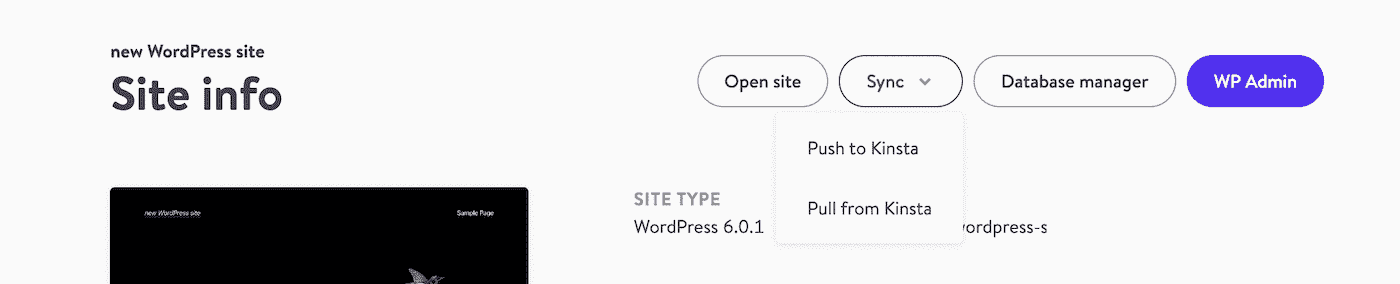 new WordPress site
Site info
Open site
Sync
Database manager
WP Admin
Push to Kinsta
Pull from Kinsta
SITE TYPE
WordPress 6.0.1
new WordPress site
Sample Page